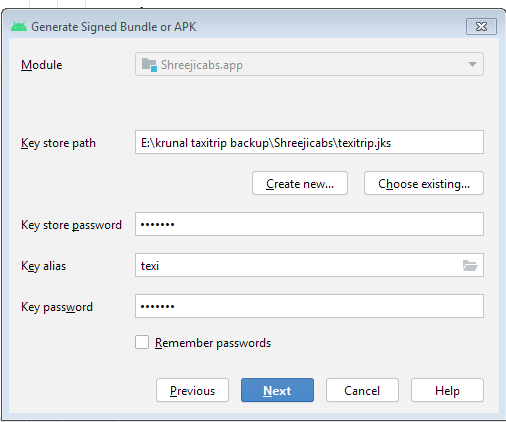 Generate Signed Bundle or APK
Module
Shreejicabs.app
Key store path
E:\krunal taxitrip backup\Shreejicabs\texitrip.jks
Create new...
Choose existing...
Key store password
•••••••
Key alias
texi
Key password
•••••••
Remember passwords
Previous
Next
Cancel
Help